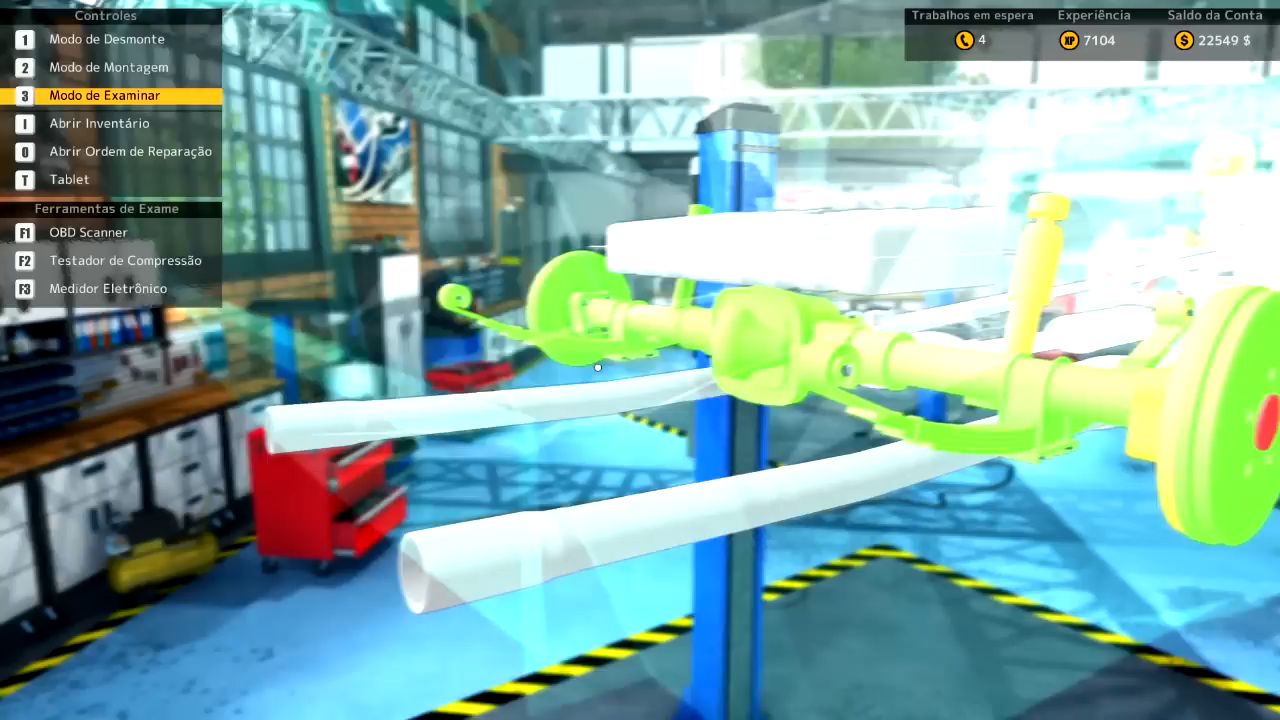 Controles
1 Modo de Desmonte
2 Modo de Montagem
3 Modo de Examinar
I Abrir Inventário
O Abrir Ordem de Reparação
T Tablet
Ferramentas de Exame
F1 OBD Scanner
F2 Testador de Compressão
F3 Medidor Eletrônico
Trabalhos em espera Experiência Saldo da Conta
4 XP 7104 $ 22549 $